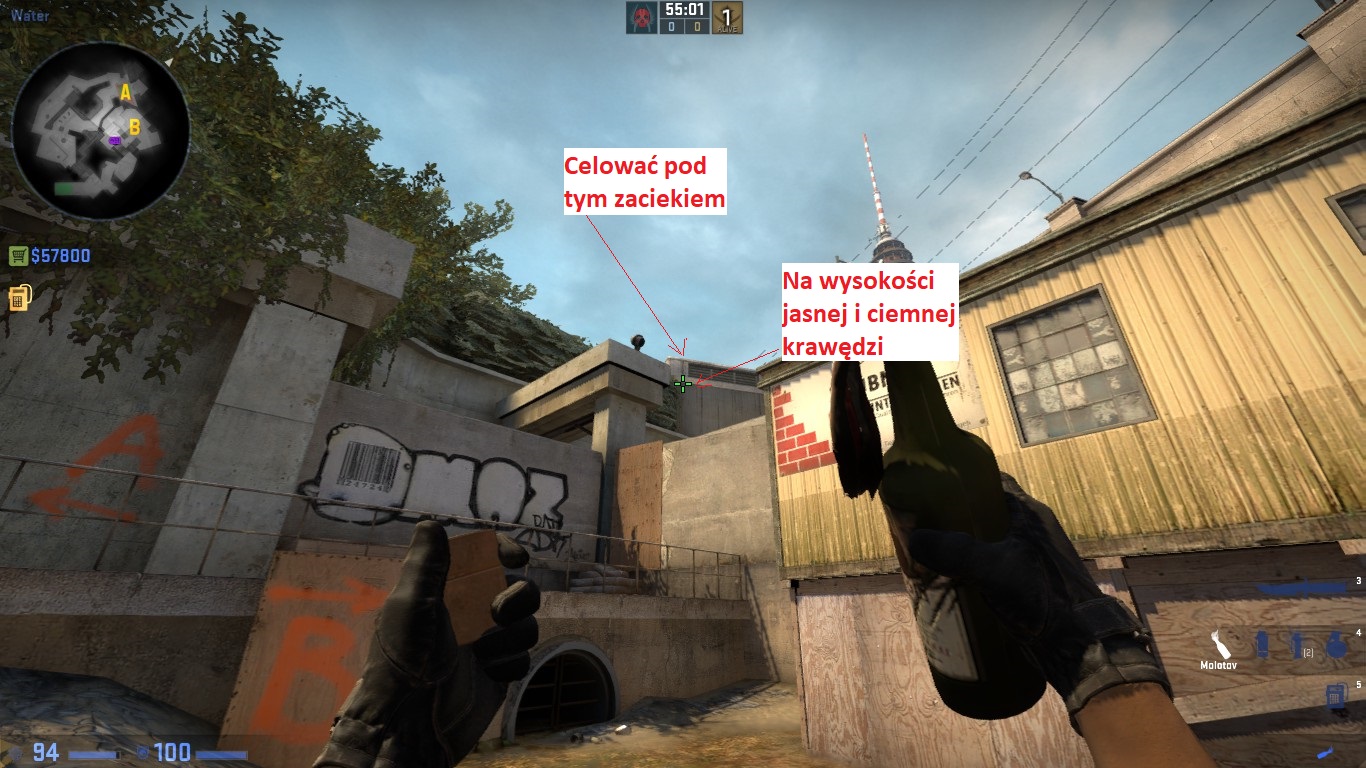 Water
55:01
0 0
1
ALIVE
A
B
$57800
Celować pod
tym zaciekiem
Na wysokości
jasnej i ciemnej
krawędzi
A
B
3
4
(2)
Molotov
5
94
100